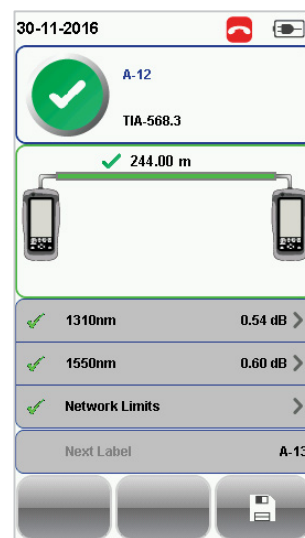 30-11-2016
A-12
TIA-568.3
244.00 m
1310nm 0.54 dB
1550nm 0.60 dB
Network Limits
Next Label A-13